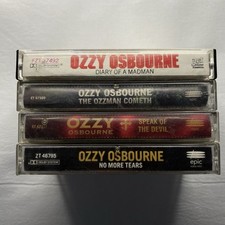 OZZY OSBOURNE
DIARY OF A MADMAN
OZZY OSBOURNE
THE OZZMAN COMETH
OZZY
OSBOURNE
SPEAK OF
THE DEVIL
ZT 48795
OZZY OSBOURNE
NO MORE TEARS
epic